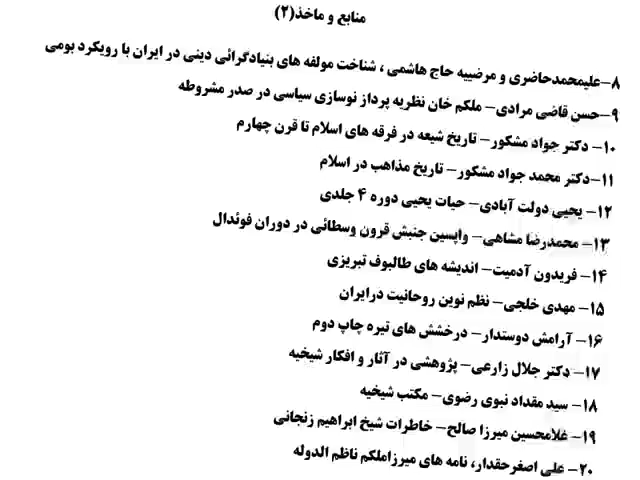 منابع و ماخذ(۲)
۸-علیمحمدحاضری و مرضییه حاج هاشمی ، شناخت مولفه های بنیادگرائی دینی در ایران با رویکرد بومی
۹-حسن قاضی مرادی- ملکم خان نظریه پرداز نوسازی سیاسی در صدر مشروطه
۱۰- دکتر جواد مشکور- تاریخ شیعه در فرقه های اسلام تا قرن چهارم
۱۱-دکتر محمد جواد مشکور- تاریخ مذاهب در اسلام
۱۲- یحیی دولت آبادی- حیات یحیی دوره ۴ جلدی
۱۳- محمدرضا مشاهی- واپسین جنبش قرون وسطائی در دوران فوئدال
۱۴- فریدون آدمیت- اندیشه های طالبوف تبریزی
۱۵- مهدی خلجی- نظم نوین روحانیت درایران
۱۶- آرامش دوستدار- درخشش های تیره چاپ دوم
۱۷- دکتر جلال زارعی- پژوهشی در آثار و افکار شیخیه
۱۸- سید مقداد نبوی رضوی- مکتب شیخیه
۱۹- غلامحسین میرزا صالح- خاطرات شیخ ابراهیم زنجانی
۲۰- علی اصغرحقدار، نامه های میرزاملکم ناظم الدوله